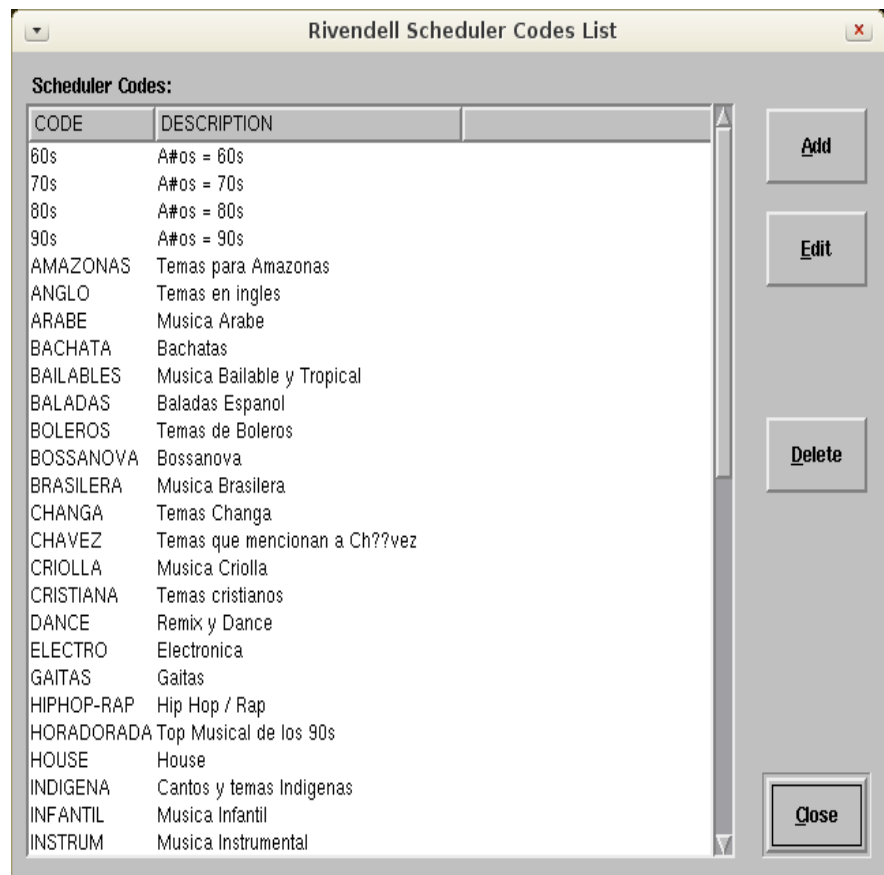 Rivendell Scheduler Codes List
Scheduler Codes:
CODE DESCRIPTION
60s A#os = 60s
70s A#os = 70s
80s A#os = 80s
90s A#os = 90s
AMAZONAS Temas para Amazonas
ANGLO Temas en ingles
ARABE Musica Arabe
BACHATA Bachatas
BAILABLES Musica Bailable y Tropical
BALADAS Baladas Espanol
BOLEROS Temas de Boleros
BOSSANOVA Bossanova
BRASILERA Musica Brasilera
CHANGA Temas Changa
CHAVEZ Temas que mencionan a Ch??vez
CRIOLLA Musica Criolla
CRISTIANA Temas cristianos
DANCE Remix y Dance
ELECTRO Electronica
GAITAS Gaitas
HIPHOP-RAP Hip Hop / Rap
HORADORADA Top Musical de los 90s
HOUSE House
INDIGENA Cantos y temas Indigenas
INFANTIL Musica Infantil
INSTRUM Musica Instrumental
Add
Edit
Delete
Close